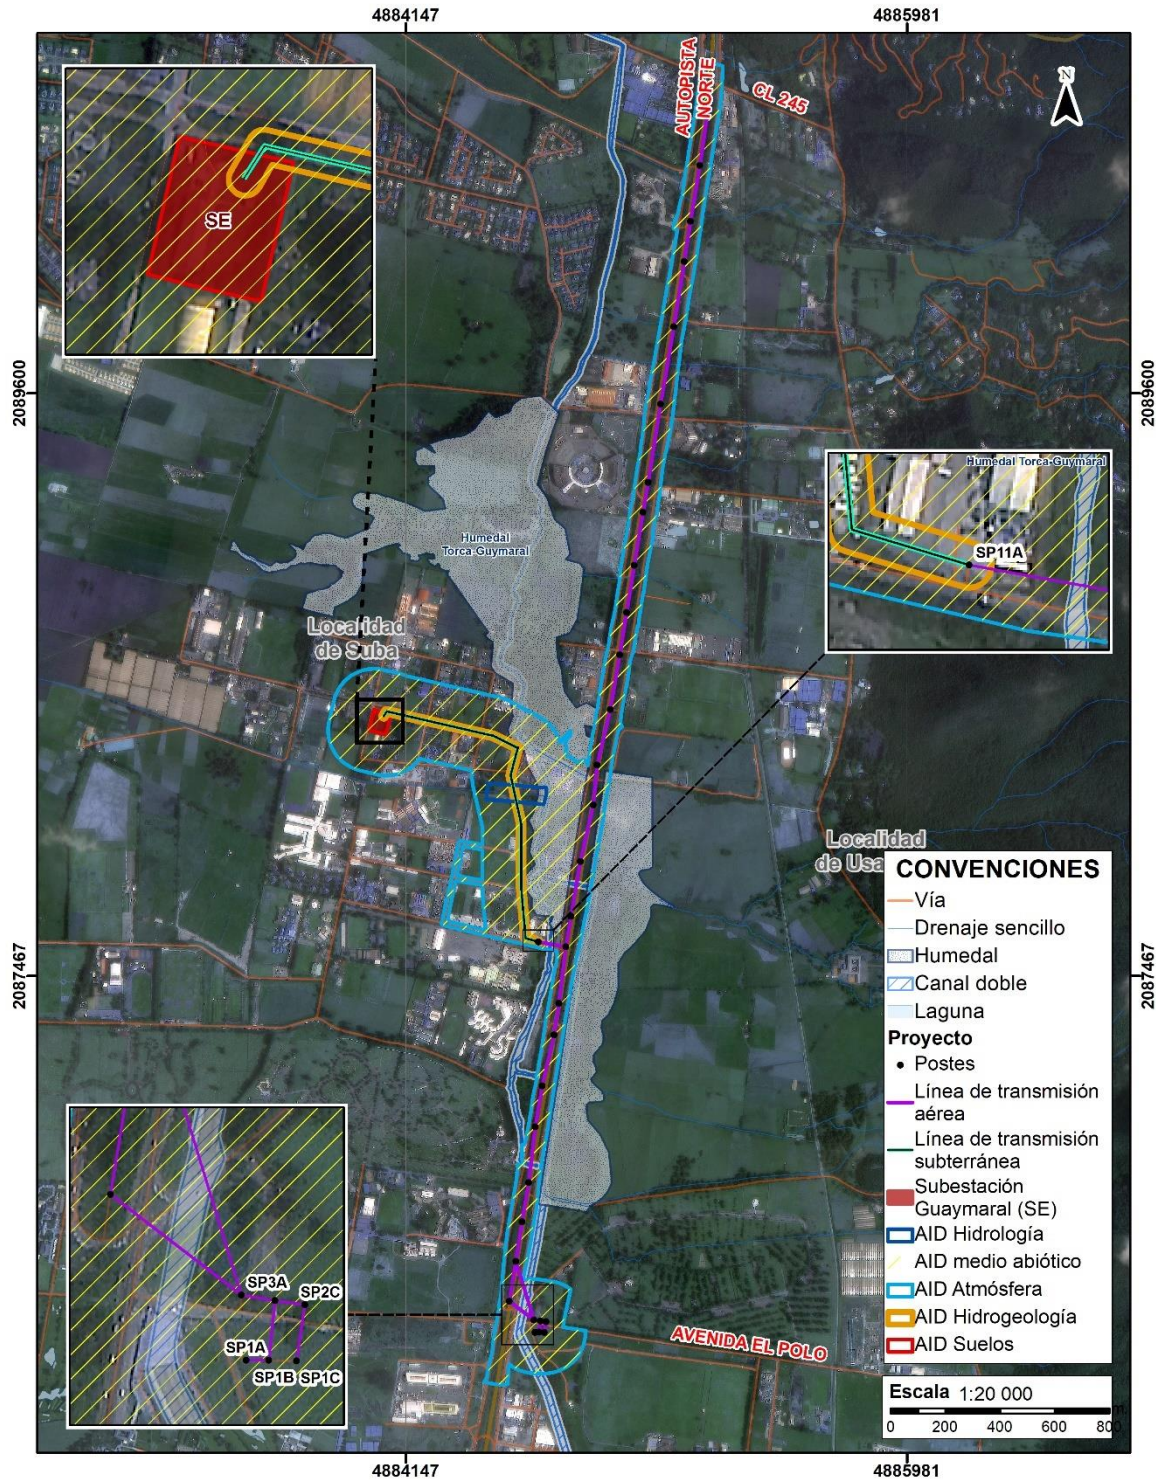 4884147
4885981
AUTOPISTA
NORTE
CL 245
N
SE
2089600
2089600
Humedal Torca-Guymaral
SP11A
Humedal
Torca-Guymaral
Localidad
de Suba
Localidad
de Usa
2087467
2087467
CONVENCIONES
Vía
Drenaje sencillo
Humedal
Canal doble
Laguna
Proyecto
Postes
Línea de transmisión
aérea
Línea de transmisión
subterránea
Subestación
Guaymaral (SE)
AID Hidrología
AID medio abiótico
AID Atmósfera
AID Hidrogeología
AID Suelos
SP3A
SP2C
SP1A
SP1B
SP1C
AVENIDA EL POLO
Escala 1:20 000
m.
0 200 400 600 800
4884147
4885981